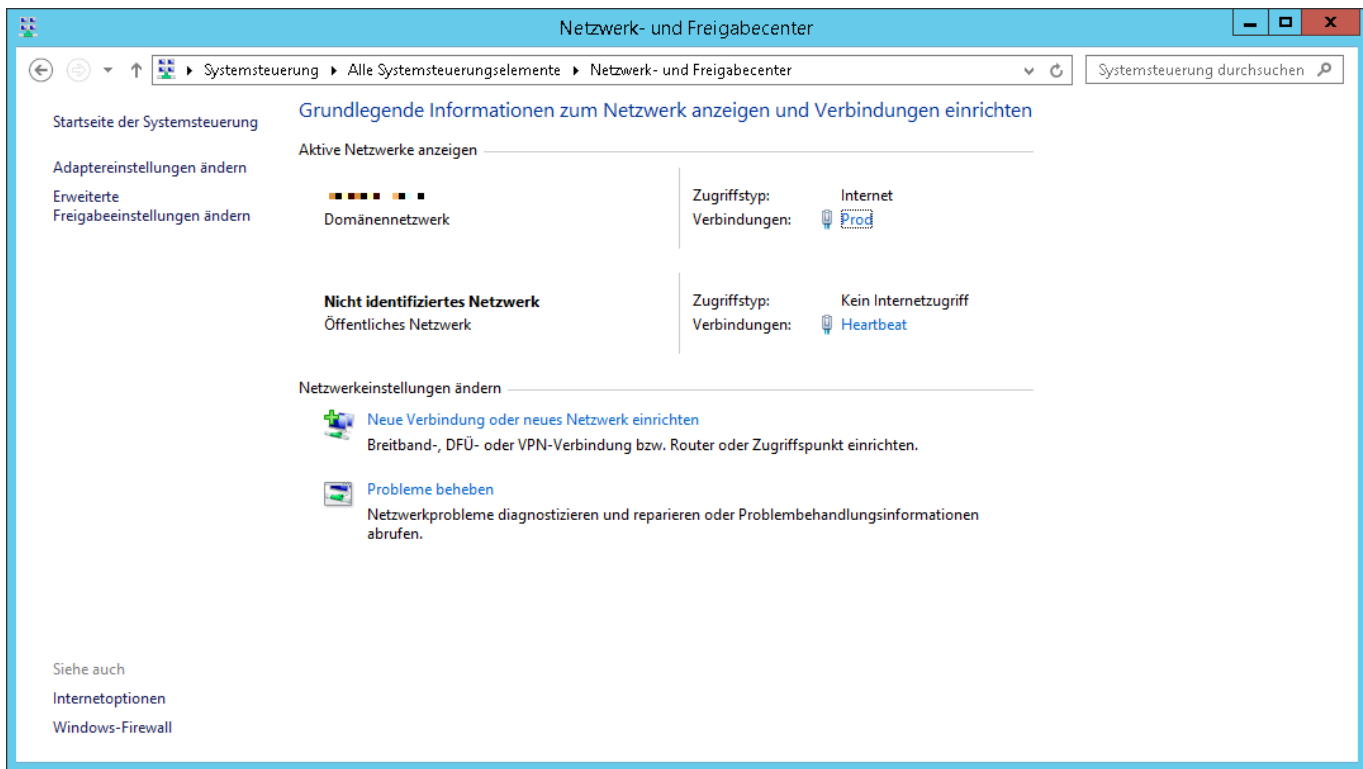 Netzwerk- und Freigabecenter
Systemsteuerung ▸ Alle Systemsteuerungselemente ▸ Netzwerk- und Freigabecenter
Systemsteuerung durchsuchen
Startseite der Systemsteuerung
Adaptereinstellungen ändern
Erweiterte
Freigabeeinstellungen ändern
Grundlegende Informationen zum Netzwerk anzeigen und Verbindungen einrichten
Aktive Netzwerke anzeigen
Domänennetzwerk
Zugriffstyp: Internet
Verbindungen: Prod
Nicht identifiziertes Netzwerk
Öffentliches Netzwerk
Zugriffstyp: Kein Internetzugriff
Verbindungen: Heartbeat
Netzwerkeinstellungen ändern
Neue Verbindung oder neues Netzwerk einrichten
Breitband-, DFÜ- oder VPN-Verbindung bzw. Router oder Zugriffspunkt einrichten.
Probleme beheben
Netzwerkprobleme diagnostizieren und reparieren oder Problembehandlungsinformationen
abrufen.
Siehe auch
Internetoptionen
Windows-Firewall